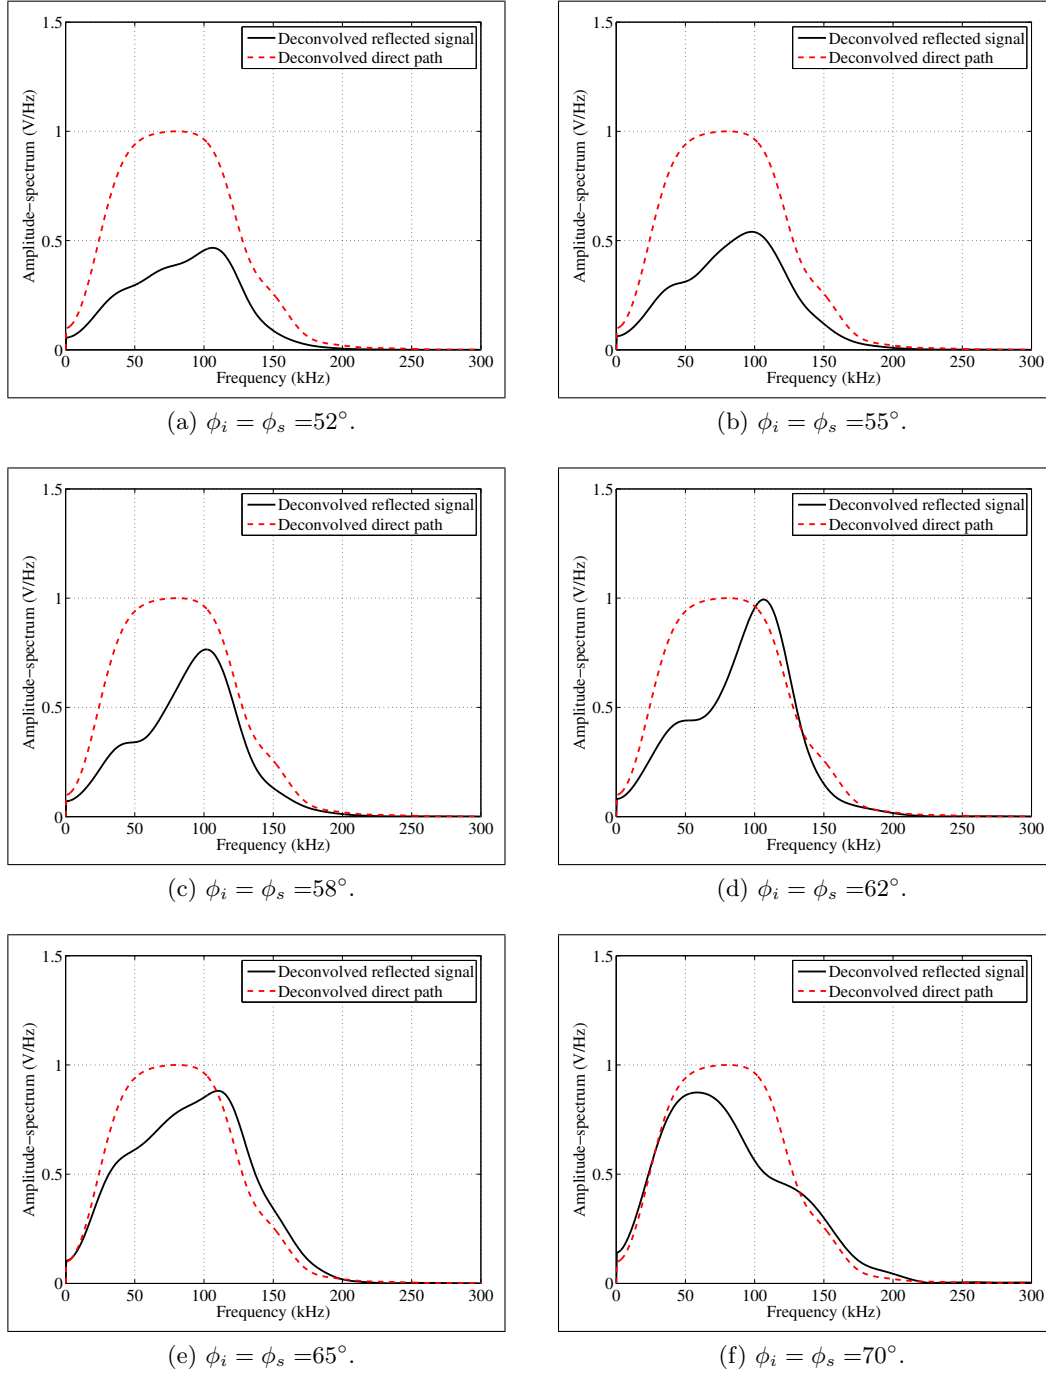 1.5
1
0.5
0
Amplitude−spectrum (V/Hz)
Deconvolved reflected signal
Deconvolved direct path
0 50 100 150 200 250 300
Frequency (kHz)
(a) ϕi = ϕs =52°.
1.5
1
0.5
0
Amplitude−spectrum (V/Hz)
Deconvolved reflected signal
Deconvolved direct path
0 50 100 150 200 250 300
Frequency (kHz)
(b) ϕi = ϕs =55°.
1.5
1
0.5
0
Amplitude−spectrum (V/Hz)
Deconvolved reflected signal
Deconvolved direct path
0 50 100 150 200 250 300
Frequency (kHz)
(c) ϕi = ϕs =58°.
1.5
1
0.5
0
Amplitude−spectrum (V/Hz)
Deconvolved reflected signal
Deconvolved direct path
0 50 100 150 200 250 300
Frequency (kHz)
(d) ϕi = ϕs =62°.
1.5
1
0.5
0
Amplitude−spectrum (V/Hz)
Deconvolved reflected signal
Deconvolved direct path
0 50 100 150 200 250 300
Frequency (kHz)
(e) ϕi = ϕs =65°.
1.5
1
0.5
0
Amplitude−spectrum (V/Hz)
Deconvolved reflected signal
Deconvolved direct path
0 50 100 150 200 250 300
Frequency (kHz)
(f) ϕi = ϕs =70°.